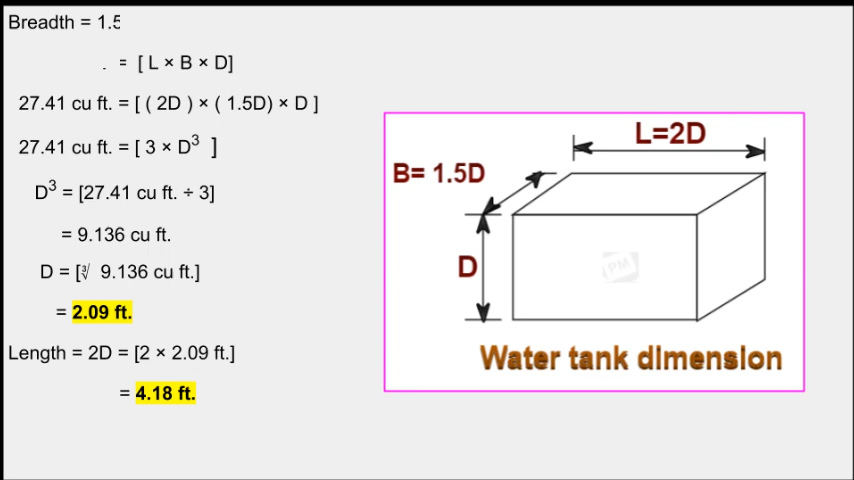 Breadth = 1.5
. = [ L × B × D]
27.41 cu ft. = [ ( 2D ) × ( 1.5D) × D ]
27.41 cu ft. = [ 3 × D³ ]
D³ = [27.41 cu ft. ÷ 3]
= 9.136 cu ft.
D = [∛ 9.136 cu ft.]
= 2.09 ft.
Length = 2D = [2 × 2.09 ft.]
= 4.18 ft.
L=2D
B= 1.5D
D
PM
Water tank dimension